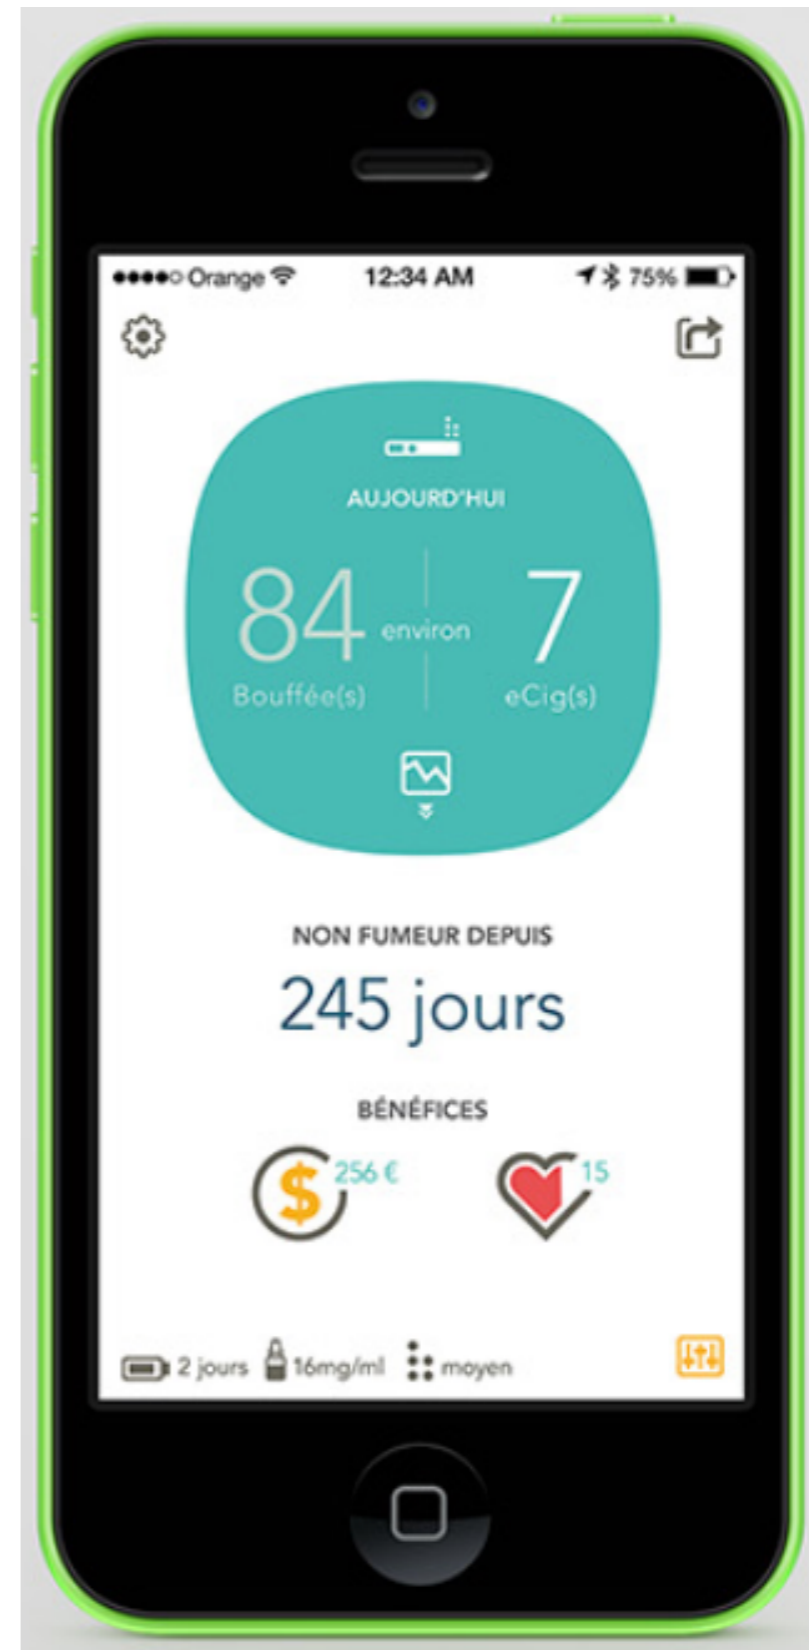 Orange 12:34 AM 75%
AUJOURD'HUI
84 environ 7
Bouffée(s) eCig(s)
NON FUMEUR DEPUIS
245 jours
BÉNÉFICES
$ 256 € 15
2 jours 16mg/ml moyen